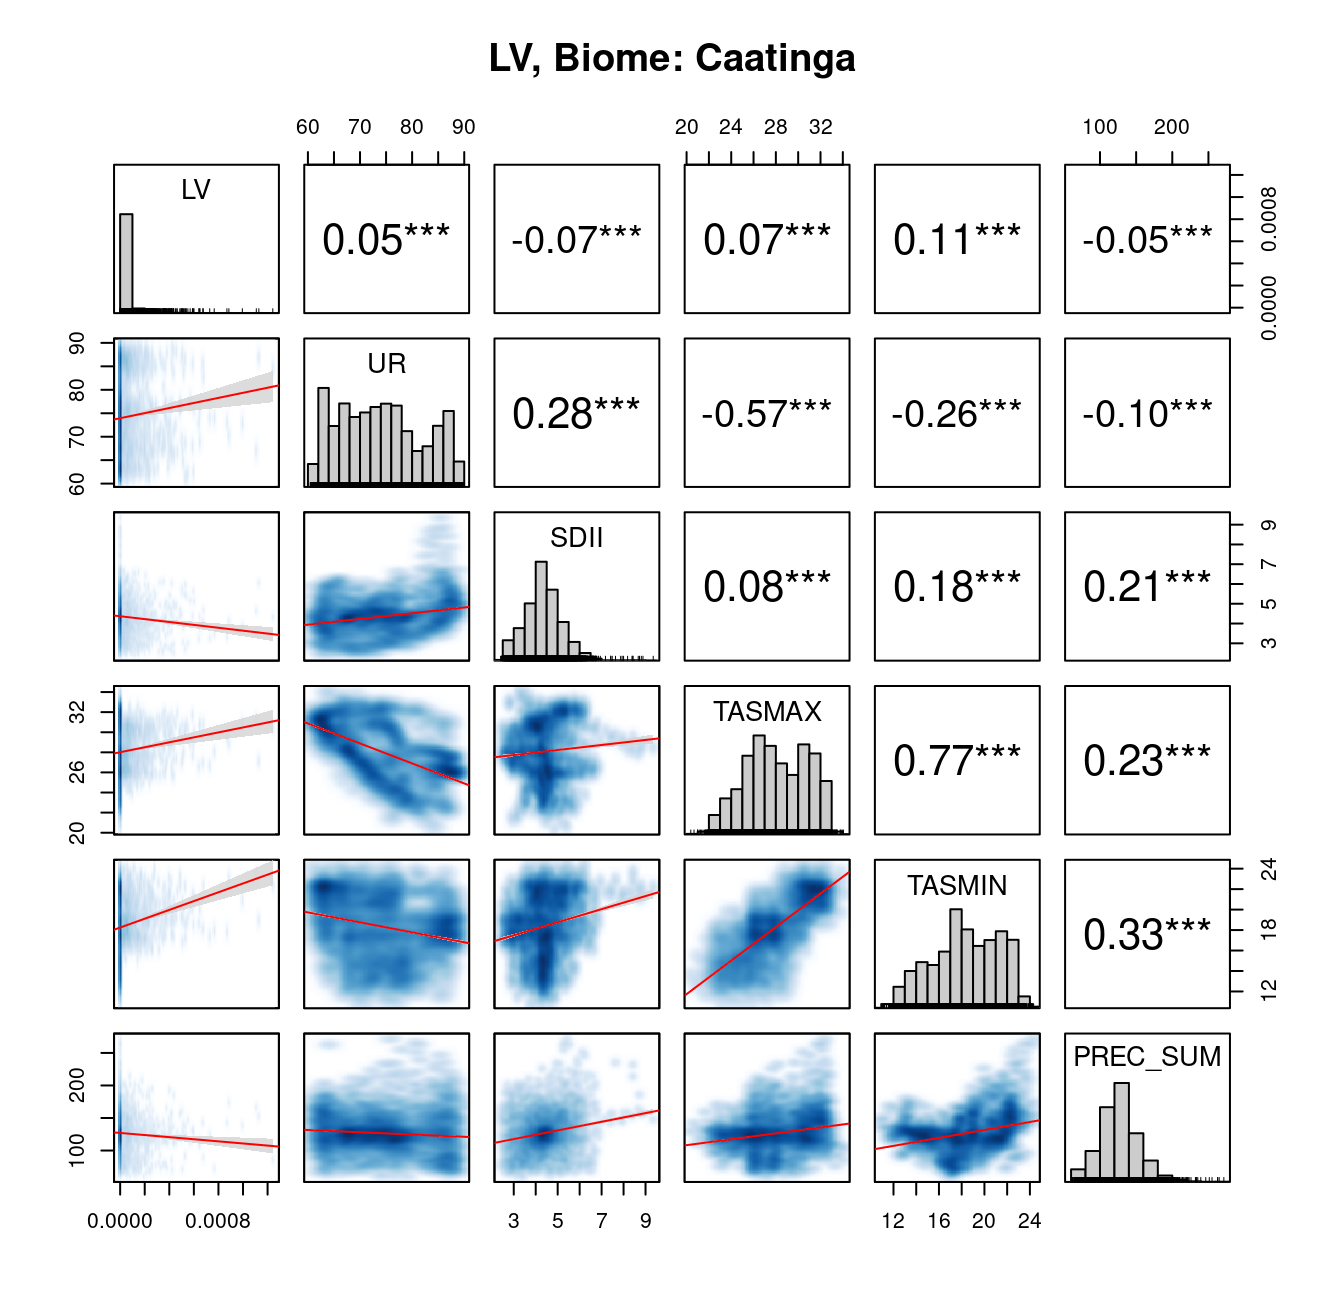 LV, Biome: Caatinga
60 70 80 90 20 24 28 32 100 200
LV 0.05*** -0.07*** 0.07*** 0.11*** -0.05*** 0.0000 0.0008
60 70 80 90 UR 0.28*** -0.57*** -0.26*** -0.10***
SDII 0.08*** 0.18*** 0.21*** 3 5 7 9
20 26 32 TASMAX 0.77*** 0.23***
TASMIN 0.33*** 12 18 24
100 200 PREC_SUM
0.0000 0.0008 3 5 7 9 12 16 20 24